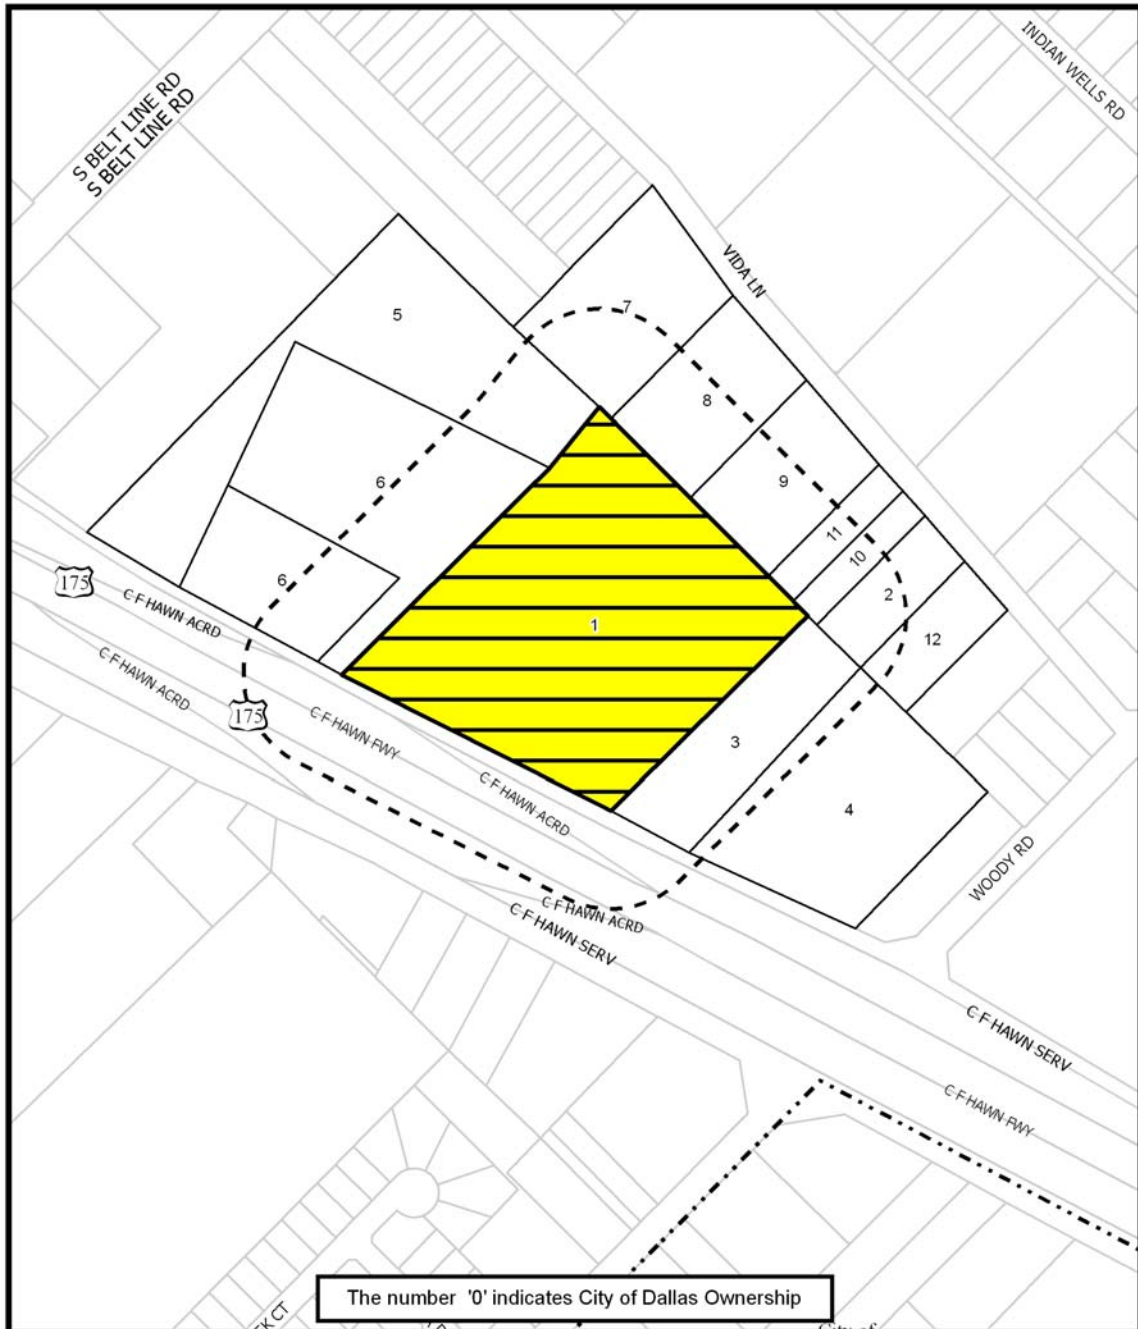 INDIAN WELLS RD
S BELT LINE RD
S BELT LINE RD
VIDA LN
7
5
8
9
6
11
10
175
6
2
C F HAWN ACRD
1
12
C F HAWN ACRD
175
C F HAWN FWY
3
C F HAWN ACRD
4
WOODY RD
C F HAWN ACRD
C F HAWN SERV
C F HAWN SERV
C F HAWN FWY
The number '0' indicates City of Dallas Ownership
CT